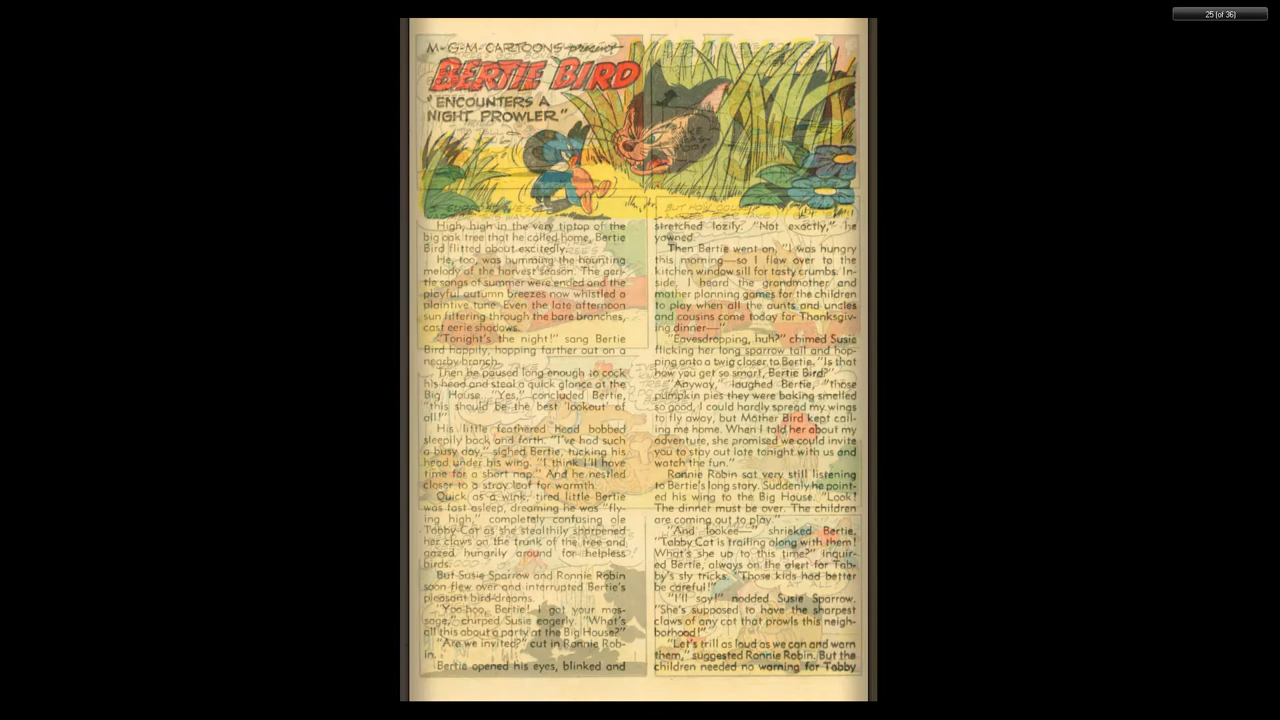 25 (of 36)
M-G-M CARTOONS present
BERTIE BIRD
"ENCOUNTERS A
NIGHT PROWLER"
High, high in the very tiptop of the
big oak tree that he called home, Bertie
Bird flitted about excitedly.
He, too, was humming the haunting
melody of the harvest season. The gen-
tle songs of summer were ended and the
playful autumn breezes now whistled a
plaintive tune. Even the late afternoon
sun filtering through the bare branches,
cast eerie shadows.
"Tonight's the night!" sang Bertie
Bird happily, hopping farther out on a
nearby branch.
Then he paused long enough to cock
his head and steal a quick glance at the
Big House. "Yes," concluded Bertie,
"this should be the best 'lookout' of
all!"
His little feathered head bobbed
sleepily back and forth. "I've had such
a busy day," sighed Bertie, tucking his
head under his wing. "I think I'll have
time for a short nap." And he nestled
closer to a stray leaf for warmth.
Quick as a wink, tired little Bertie
was fast asleep, dreaming he was "fly-
ing high," completely confusing ole
Tabby Cat as she stealthily sharpened
her claws on the trunk of the tree and
gazed hungrily around for helpless
birds.
But Susie Sparrow and Ronnie Robin
soon flew over and interrupted Bertie's
pleasant bird-dreams.
"Yoo hoo, Bertie! I got your mes-
sage," chirped Susie eagerly. "What's
all this about a party at the Big House?"
"Are we invited?" cut in Ronnie Rob-
in.
Bertie opened his eyes, blinked and
stretched lazily. "Not exactly," he
yawned.
Then Bertie went on, "I was hungry
this morning—so I flew over to the
kitchen window sill for tasty crumbs. In-
side, I heard the grandmother and
mother planning games for the children
to play when all the aunts and uncles
and cousins come today for Thanksgiv-
ing dinner—"
"Eavesdropping, huh?" chimed Susie
flicking her long sparrow tail and hop-
ping onto a twig closer to Bertie. "Is that
how you get so smart, Bertie Bird?"
"Anyway," laughed Bertie, "those
pumpkin pies they were baking smelled
so good, I could hardly spread my wings
to fly away, but Mother Bird kept call-
ing me home. When I told her about my
adventure, she promised we could invite
you to stay out late tonight with us and
watch the fun."
Ronnie Robin sat very still listening
to Bertie's long story. Suddenly he point-
ed his wing to the Big House. "Look!
The dinner must be over. The children
are coming out to play."
"And lookee—" shrieked Bertie.
"Tabby Cat is trailing along with them!
What's she up to this time?" inquir-
ed Bertie, always on the alert for Tab-
by's sly tricks. "Those kids had better
be careful!"
"I'll say!" nodded Susie Sparrow.
"She's supposed to have the sharpest
claws of any cat that prowls this neigh-
borhood!"
"Let's trill as loud as we can and warn
them," suggested Ronnie Robin. But the
children needed no warning for Tabby